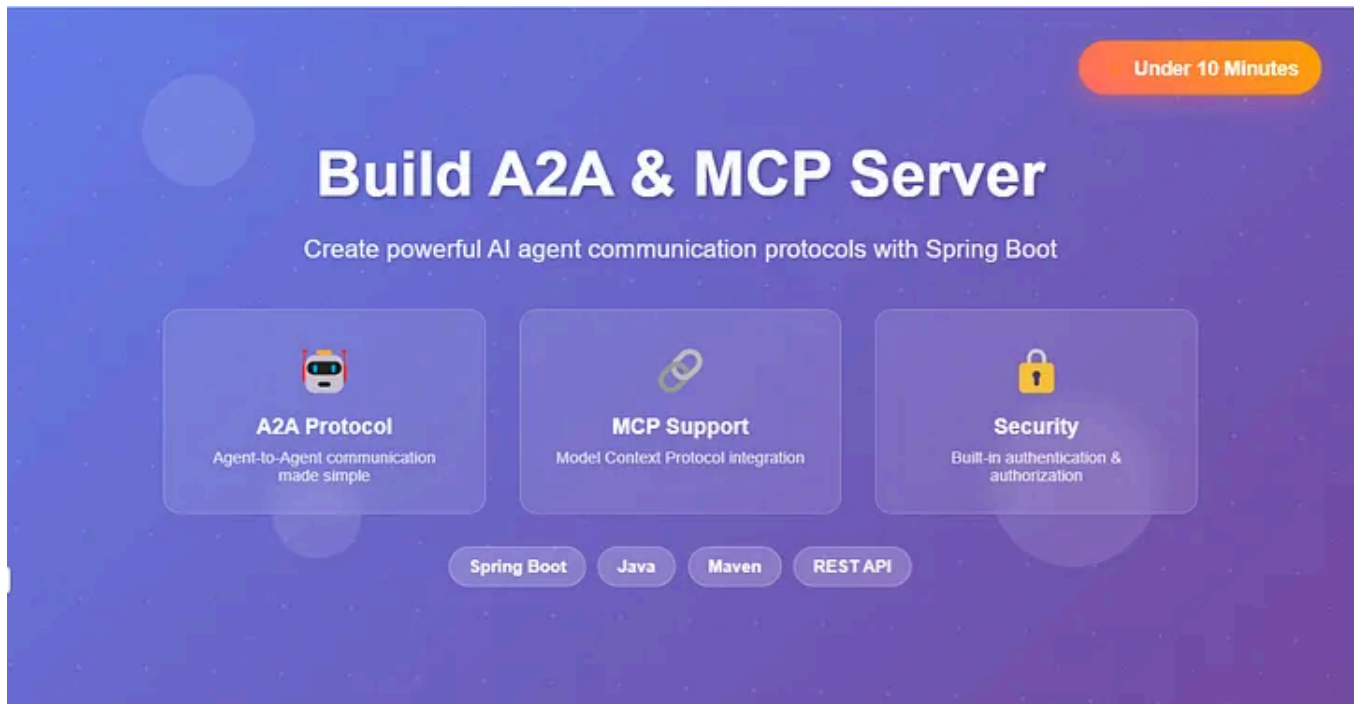 Under 10 Minutes
Build A2A & MCP Server
Create powerful AI agent communication protocols with Spring Boot
A2A Protocol
Agent-to-Agent communication
made simple
MCP Support
Model Context Protocol integration
Security
Built-in authentication &
authorization
Spring Boot
Java
Maven
REST API